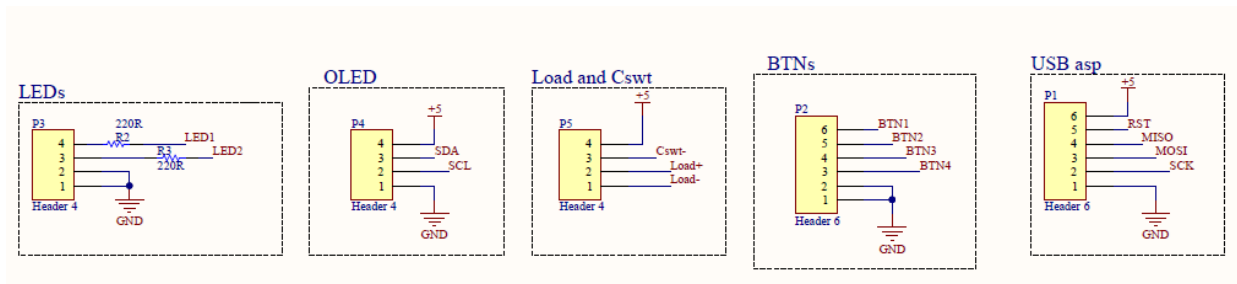 LEDs
P3
4
3
2
1
Header 4
220R
R2
LED1
R3
220R
LED2
GND
OLED
P4
4
3
2
1
Header 4
+5
SDA
SCL
GND
Load and Cswt
P5
4
3
2
1
Header 4
+5
Cswt-
Load+
Load-
BTNs
P2
6
5
4
3
2
1
Header 6
BTN1
BTN2
BTN3
BTN4
GND
USB asp
P1
6
5
4
3
2
1
Header 6
+5
RST
MISO
MOSI
SCK
GND